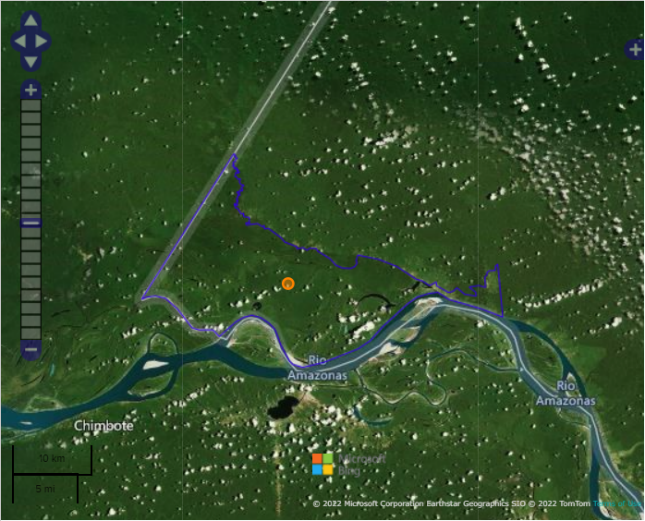 Rio
Amazonas
Rio
Amazonas
Chimbote
10 km
5 mi
Microsoft
Bing
© 2022 Microsoft Corporation Earthstar Geographics SIO © 2022 TomTom